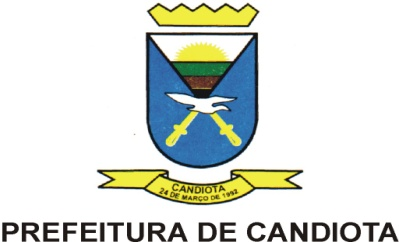 CANDIOTA
24 DE MARÇO DE 1992
PREFEITURA DE CANDIOTA